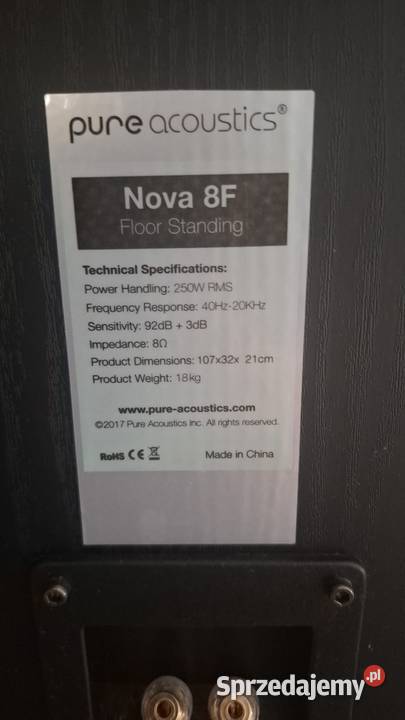 pure acoustics®
Nova 8F
Floor Standing
Technical Specifications:
Power Handling: 250W RMS
Frequency Response: 40Hz-20KHz
Sensitivity: 92dB + 3dB
Impedance: 8Ω
Product Dimensions: 107x32x 21cm
Product Weight: 18kg
www.pure-acoustics.com
©2017 Pure Acoustics Inc. All rights reserved.
RoHS CE Made in China
Sprzedajemy.pl